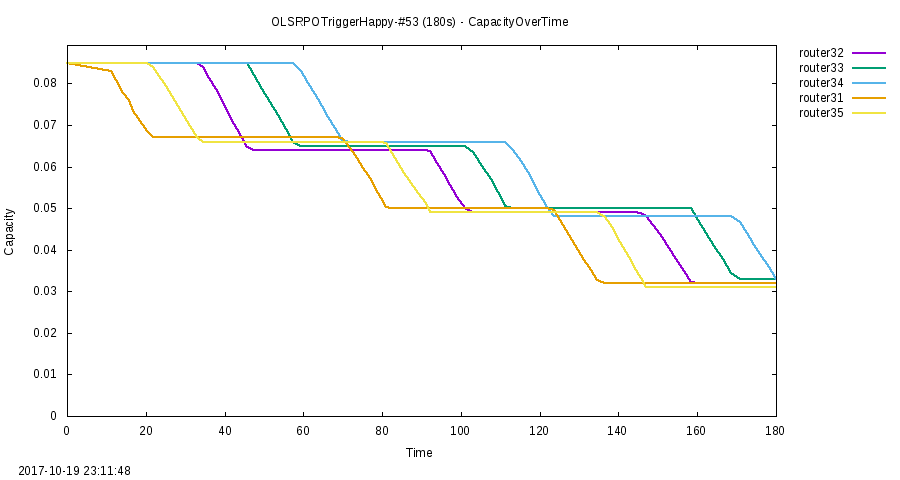 OLSRPOTriggerHappy-#53 (180s) - CapacityOverTime
router32
router33
router34
router31
router35
0.08
0.07
0.06
0.05
0.04
0.03
0.02
0.01
0
Capacity
0 20 40 60 80 100 120 140 160 180
Time
2017-10-19 23:11:48